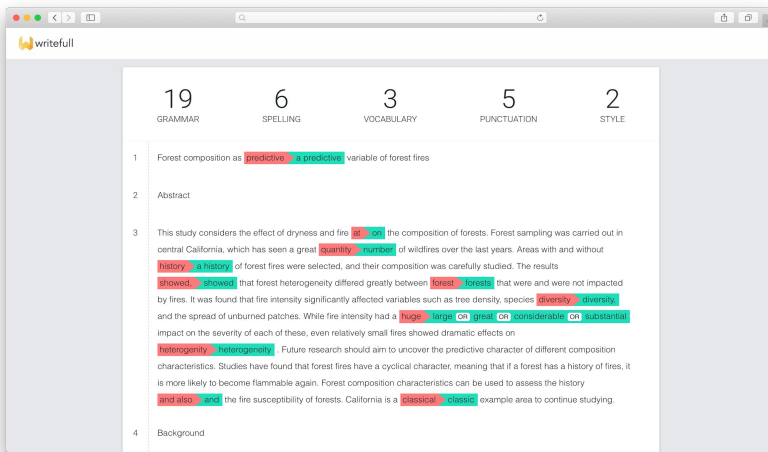 writefull
19 6 3 5 2
GRAMMAR SPELLING VOCABULARY PUNCTUATION STYLE
1 Forest composition as predictive a predictive variable of forest fires
2 Abstract
3 This study considers the effect of dryness and fire at on the composition of forests. Forest sampling was carried out in
central California, which has seen a great quantity number of wildfires over the last years. Areas with and without
history a history of forest fires were selected, and their composition was carefully studied. The results
showed, showed that forest heterogeneity differed greatly between forest forests that were and were not impacted
by fires. It was found that fire intensity significantly affected variables such as tree density, species diversity diversity,
and the spread of unburned patches. While fire intensity had a huge large OR great OR considerable OR substantial
impact on the severity of each of these, even relatively small fires showed dramatic effects on
heterogenity heterogeneity . Future research should aim to uncover the predictive character of different composition
characteristics. Studies have found that forest fires have a cyclical character, meaning that if a forest has a history of fires, it
is more likely to become flammable again. Forest composition characteristics can be used to assess the history
and also and the fire susceptibility of forests. California is a classical classic example area to continue studying.
4 Background